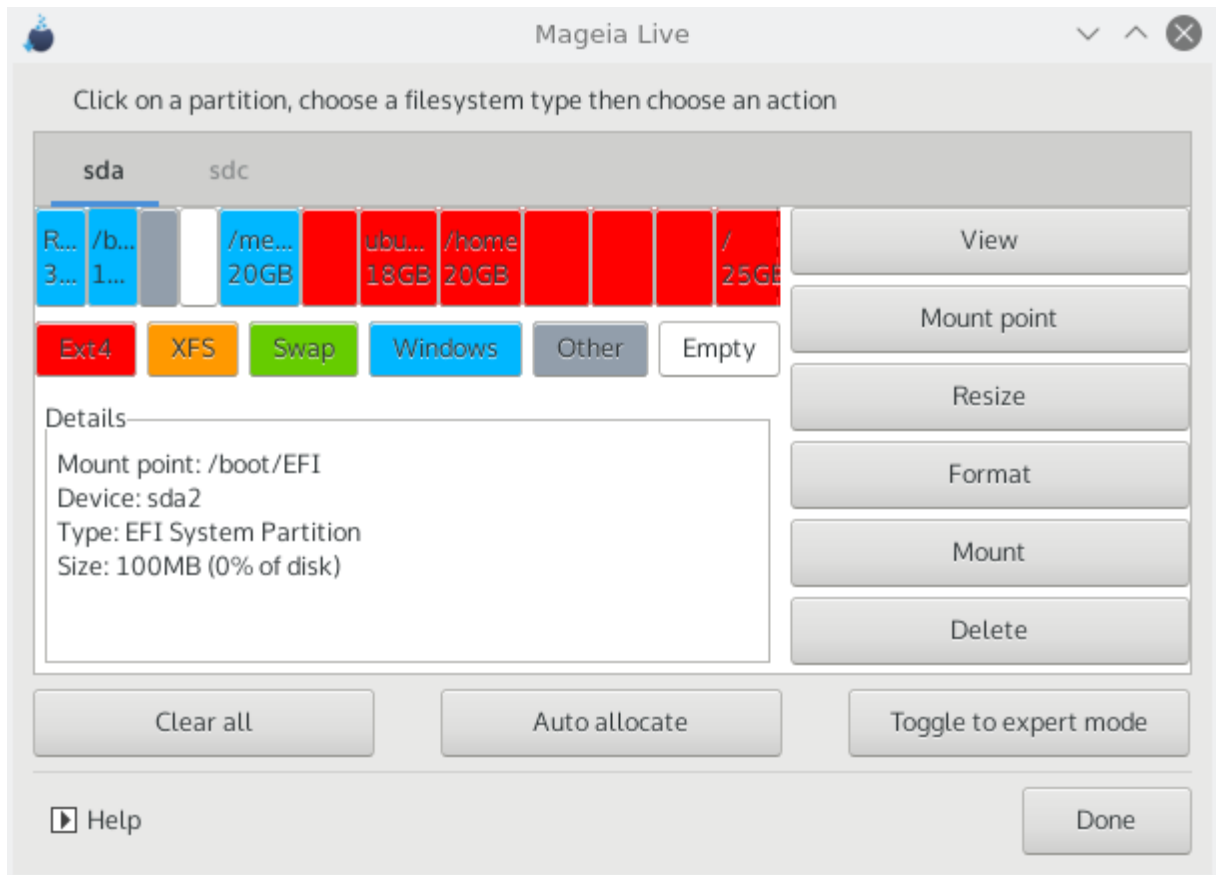 Mageia Live
Click on a partition, choose a filesystem type then choose an action
sda sdc
R... /b... /me... ubu... /home /
3... 1... 20GB 18GB 20GB 25GB
Ext4 XFS Swap Windows Other Empty
View
Mount point
Resize
Format
Mount
Delete
Details
Mount point: /boot/EFI
Device: sda2
Type: EFI System Partition
Size: 100MB (0% of disk)
Clear all Auto allocate Toggle to expert mode
Help
Done